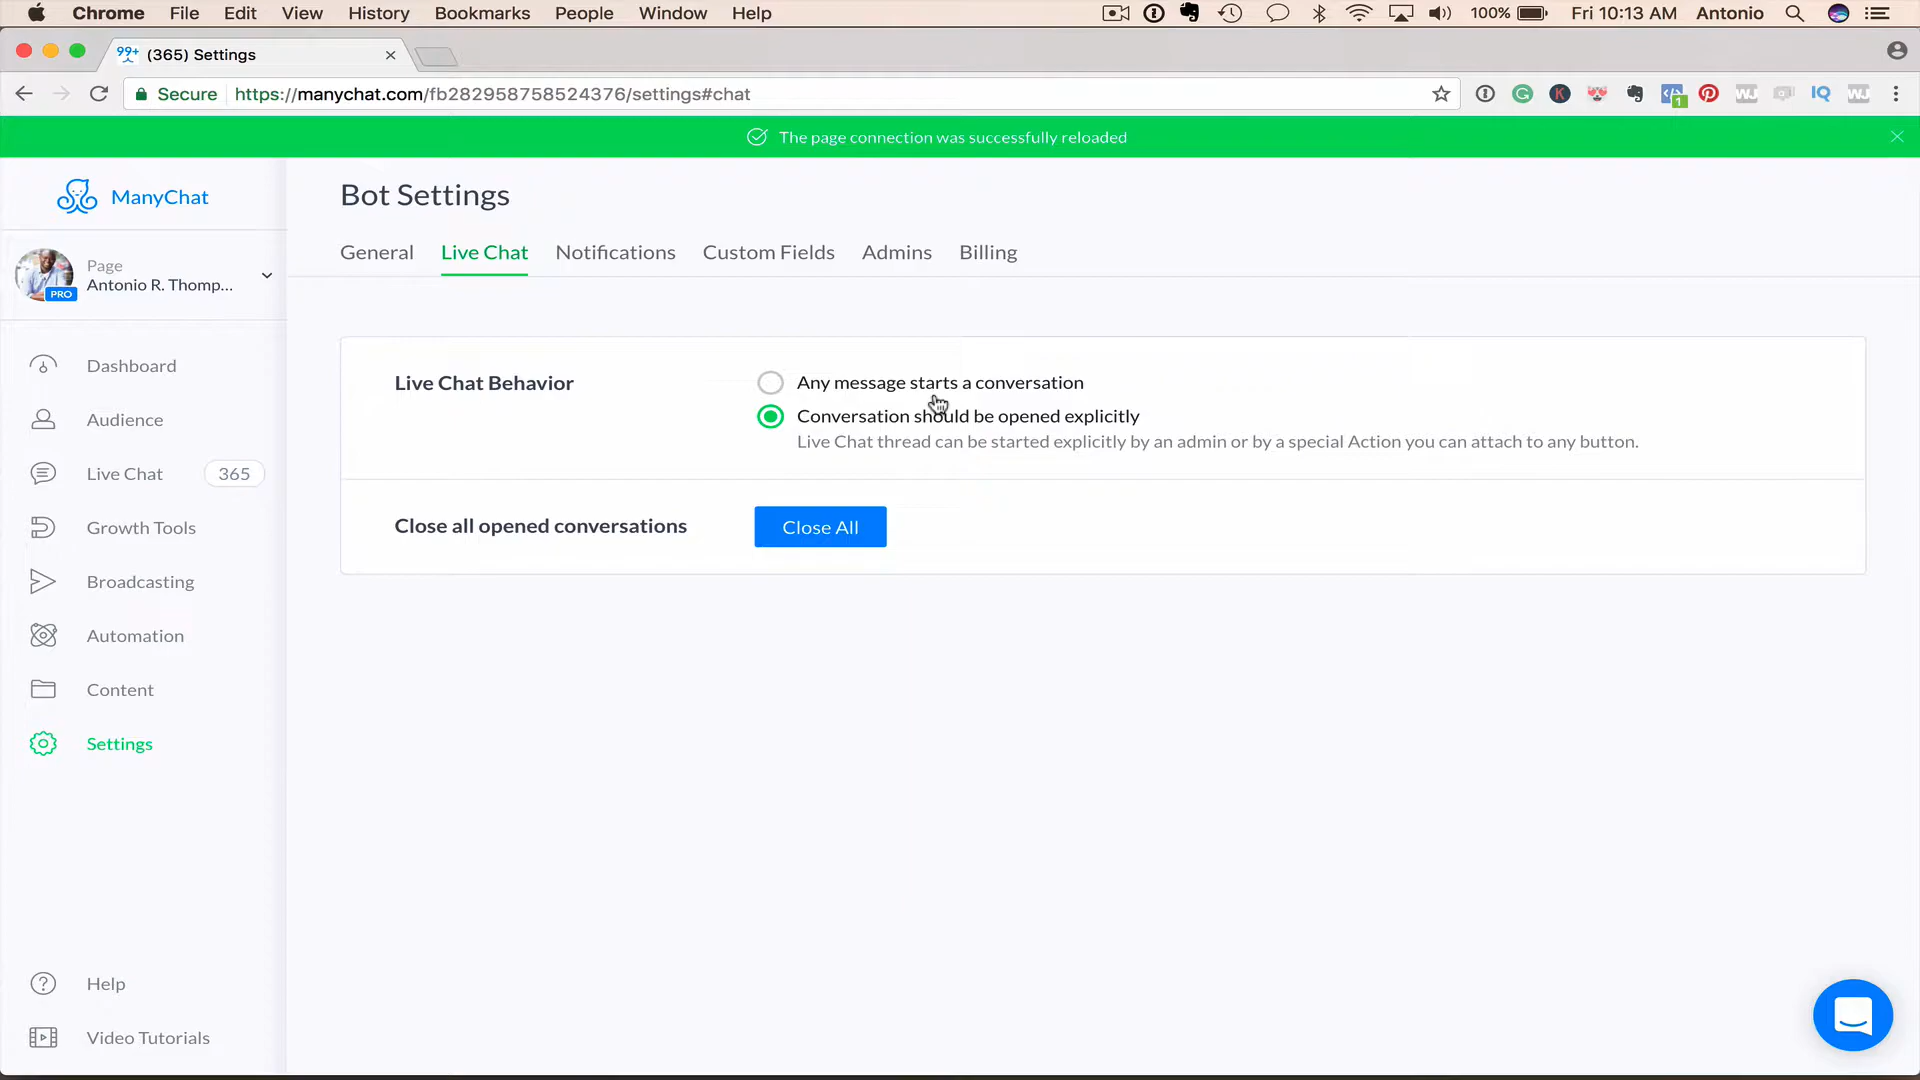 Chrome File Edit View History Bookmarks People Window Help 100% Fri 10:13 AM Antonio
99+ (365) Settings
Secure https://manychat.com/fb282958758524376/settings#chat
1 K IQ WJ WJ
The page connection was successfully reloaded
ManyChat
Bot Settings
General Live Chat Notifications Custom Fields Admins Billing
Page
Antonio R. Thomp...
PRO
Dashboard
Audience
Live Chat 365
Growth Tools
Broadcasting
Automation
Content
Settings
Help
Video Tutorials
Live Chat Behavior
Any message starts a conversation
Conversation should be opened explicitly
Live Chat thread can be started explicitly by an admin or by a special Action you can attach to any button.
Close all opened conversations
Close All